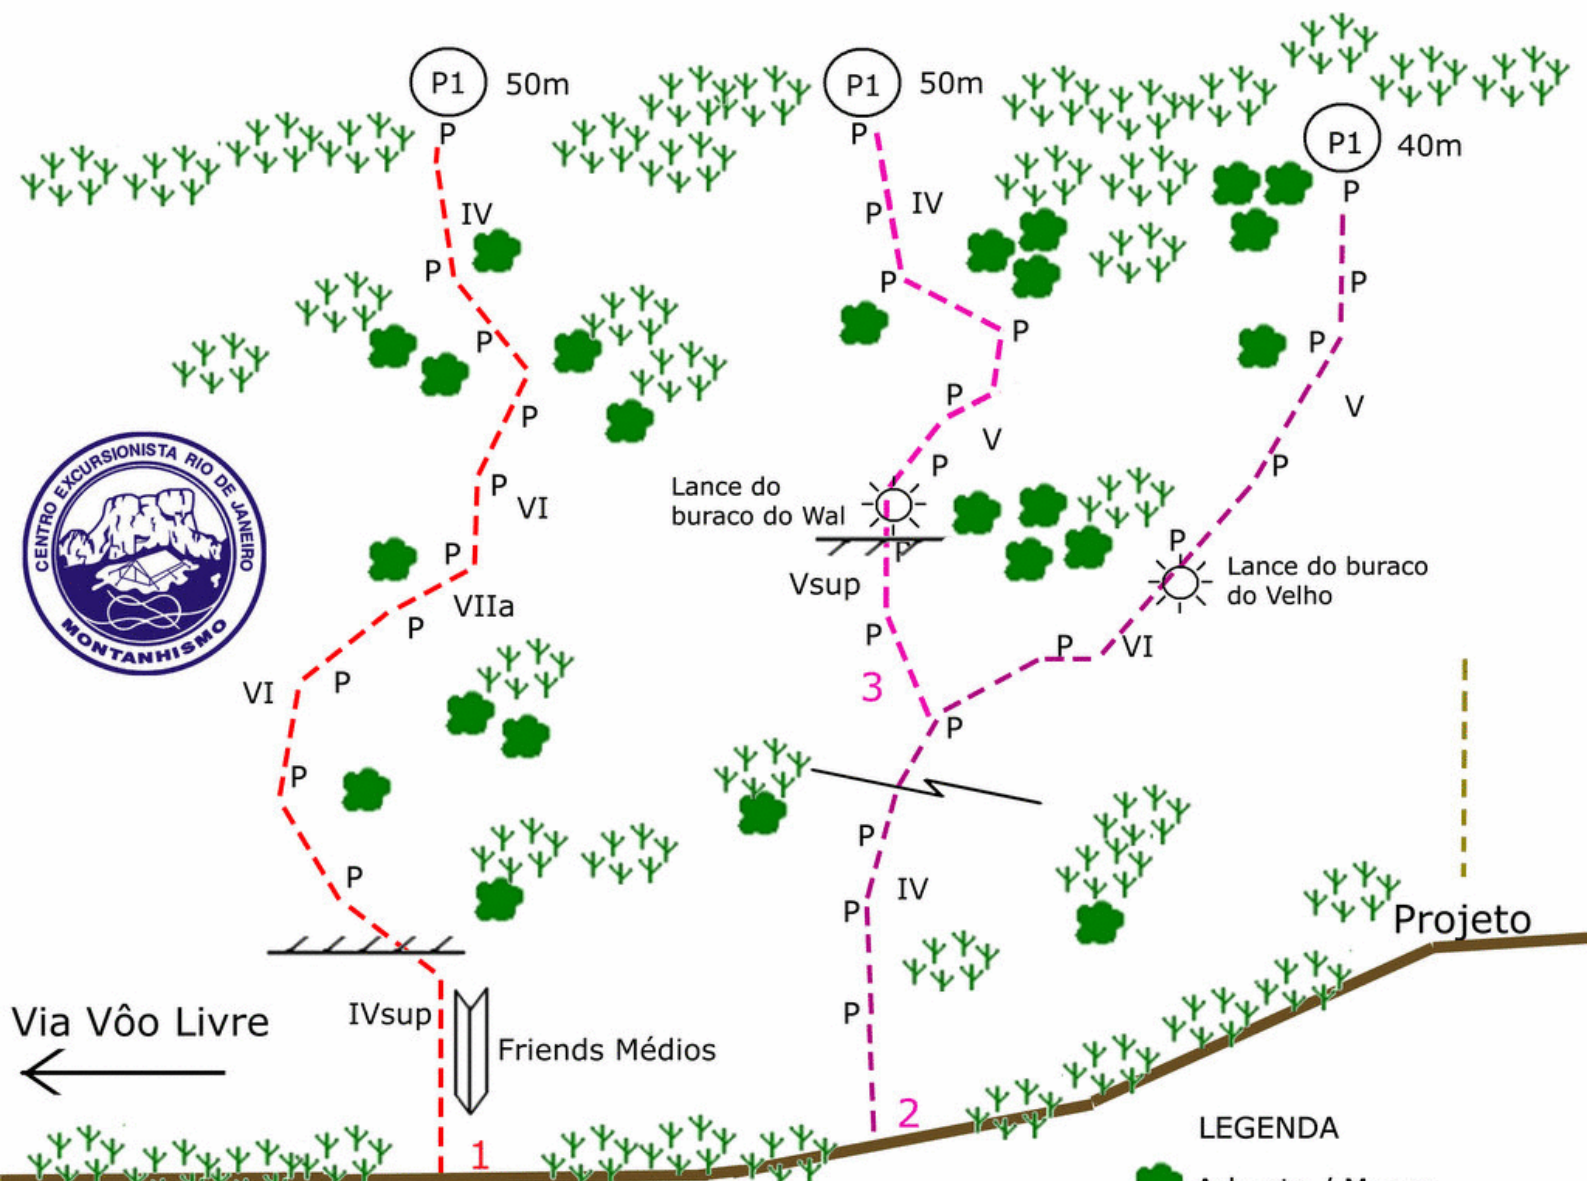 P1 50m
P1 50m
P1 40m
P
P
P
IV
P
IV
P
P
P
P
P
P
P
P
V
P
P
V
P
P
P
VI
Lance do
buraco do Wal
P
P
P
Lance do buraco
do Velho
Vsup
VIIa
P
P
P
VI
VI
P
3
P
P
P
P
IV
P
Projeto
P
IVsup
Via Vôo Livre
Friends Médios
2
1
LEGENDA
CENTRO EXCURSIONISTA RIO DE JANEIRO
MONTANHISMO